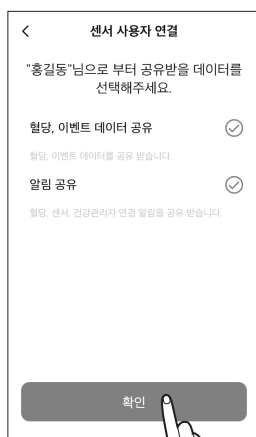 센서 사용자 연결
"홍길동"님으로 부터 공유받을 데이터를
선택해주세요.
혈당, 이벤트 데이터 공유
혈당, 이벤트 데이터를 공유 받습니다.
알림 공유
혈당, 센서, 건강관리자 연결 알림을 공유 받습니다.
확인